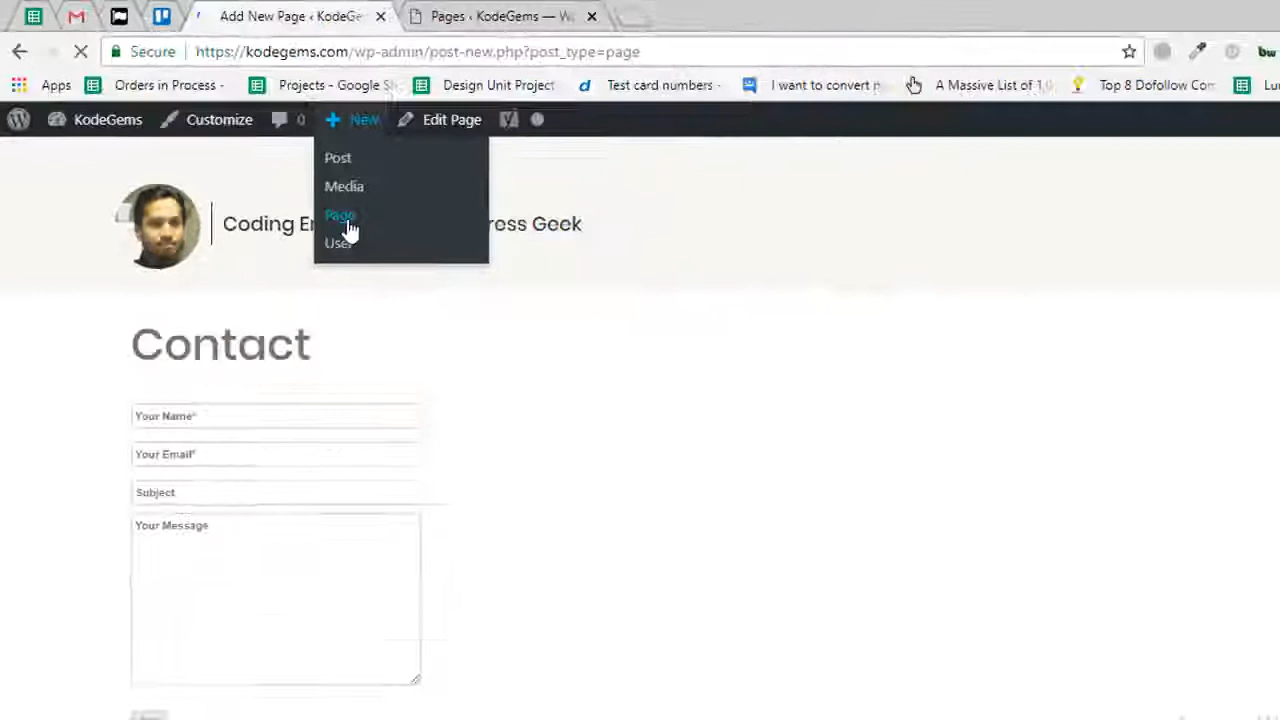 Add New Page ‹ KodeGe
Pages ‹ KodeGems — W
Secure
https://kodegems.com/wp-admin/post-new.php?post_type=page
Apps
Orders in Process -
Projects - Google Sh
Design Unit Project
Test card numbers -
I want to convert p
A Massive List of 1,0
Top 8 Dofollow Com
KodeGems
Customize
0
New
Edit Page
Post
Media
Page
User
Coding En
ress Geek
Contact
Your Name*
Your Email*
Subject
Your Message